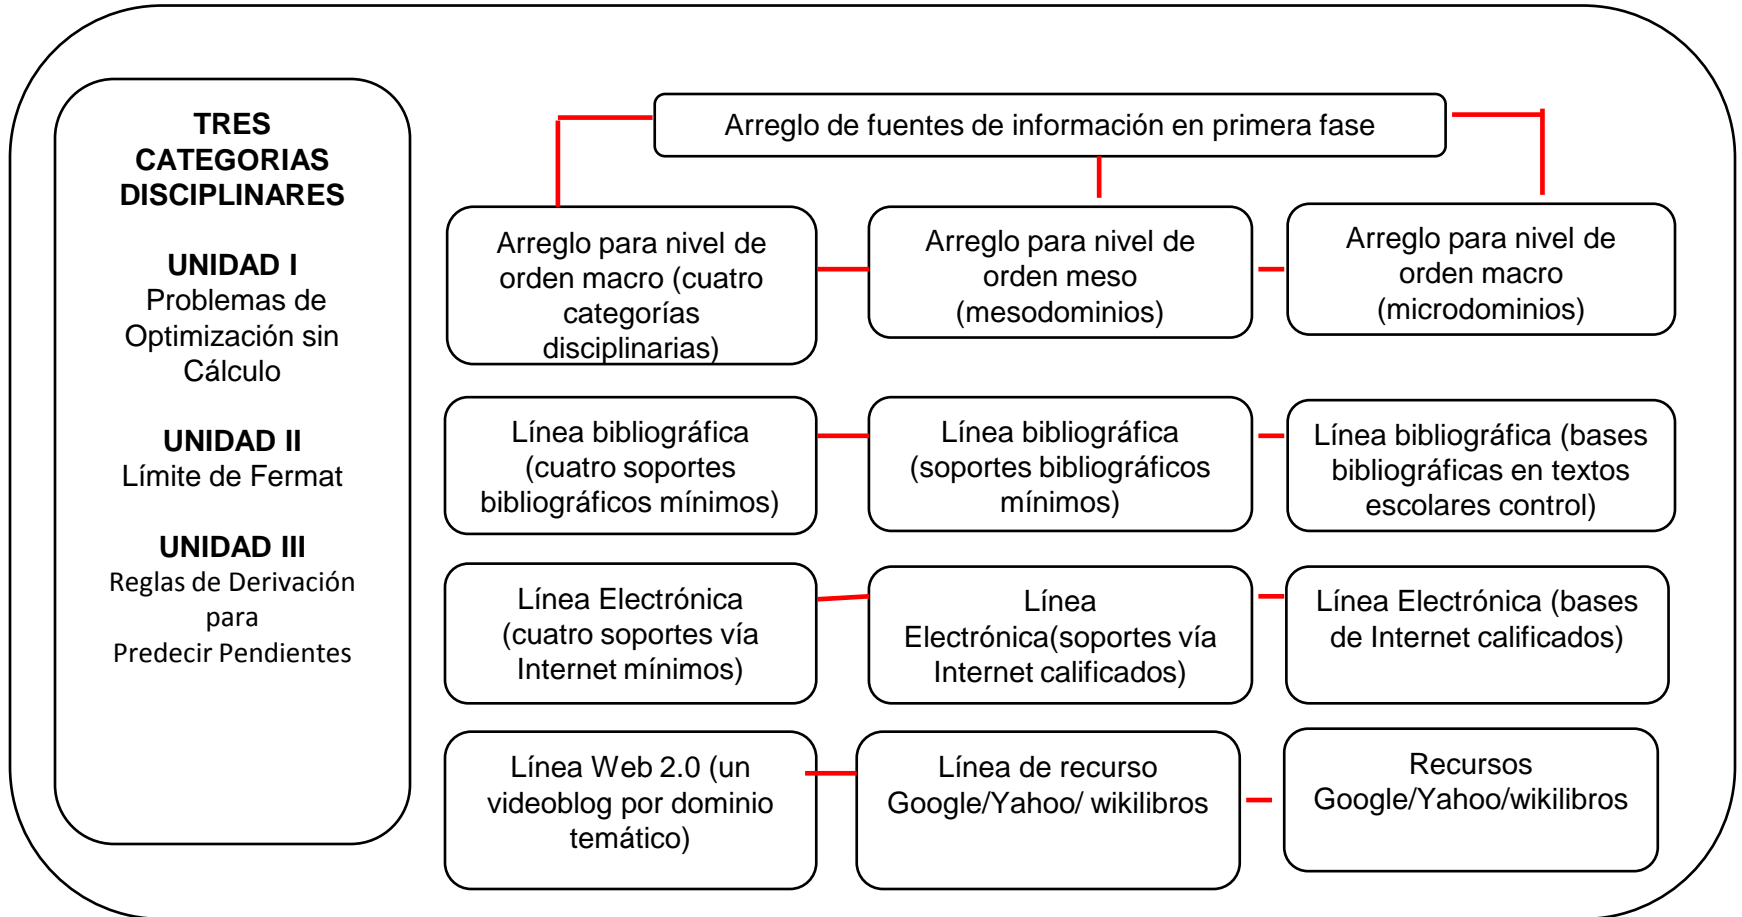 TRES
CATEGORIAS
DISCIPLINARES
UNIDAD I
Problemas de
Optimización sin
Cálculo
UNIDAD II
Límite de Fermat
UNIDAD III
Reglas de Derivación
para
Predecir Pendientes
Arreglo de fuentes de información en primera fase
Arreglo para nivel de
orden macro (cuatro
categorías
disciplinarias)
Arreglo para nivel de
orden meso
(mesodominios)
Arreglo para nivel de
orden macro
(microdominios)
Línea bibliográfica
(cuatro soportes
bibliográficos mínimos)
Línea bibliográfica
(soportes bibliográficos
mínimos)
Línea bibliográfica (bases
bibliográficas en textos
escolares control)
Línea Electrónica
(cuatro soportes vía
Internet mínimos)
Línea
Electrónica(soportes vía
Internet calificados)
Línea Electrónica (bases
de Internet calificados)
Línea Web 2.0 (un
videoblog por dominio
temático)
Línea de recurso
Google/Yahoo/ wikilibros
Recursos
Google/Yahoo/wikilibros